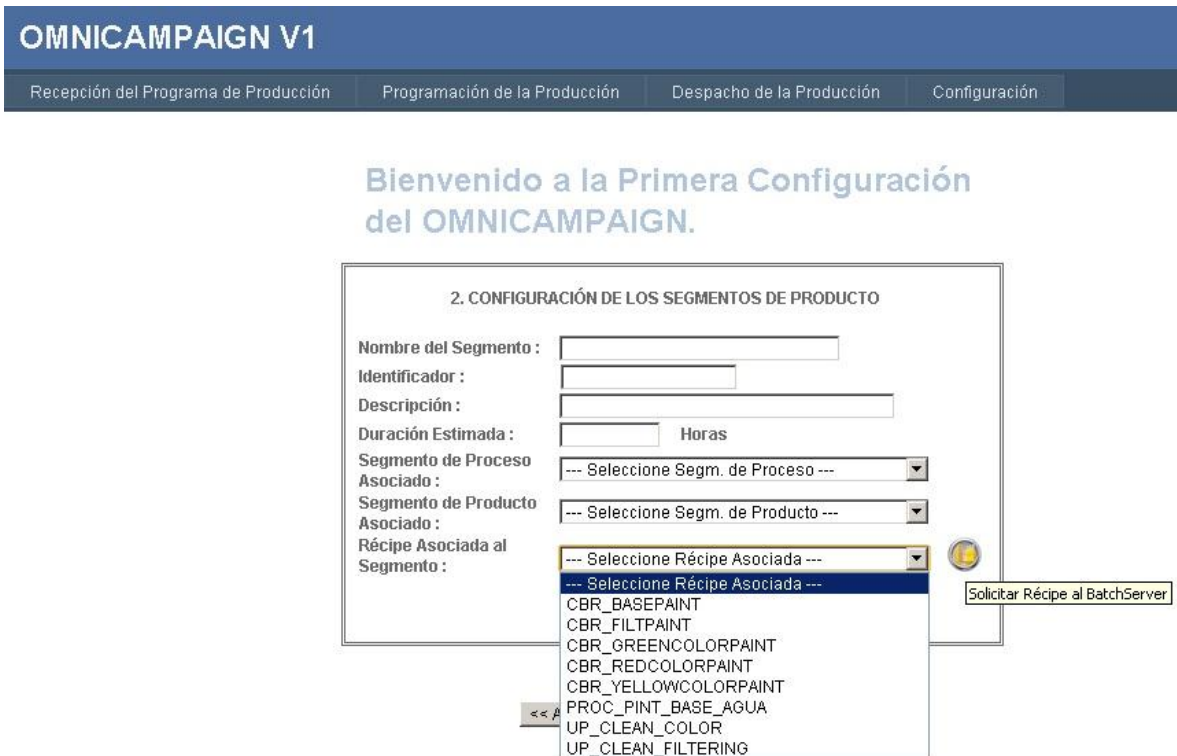 OMNICAMPAIGN V1
Recepción del Programa de Producción
Programación de la Producción
Despacho de la Producción
Configuración
Bienvenido a la Primera Configuración
del OMNICAMPAIGN.
2. CONFIGURACIÓN DE LOS SEGMENTOS DE PRODUCTO
Nombre del Segmento :
Identificador :
Descripción :
Duración Estimada : Horas
Segmento de Proceso
Asociado :
--- Seleccione Segm. de Proceso ---
Segmento de Producto
Asociado :
--- Seleccione Segm. de Producto ---
Récipe Asociada al
Segmento :
--- Seleccione Récipe Asociada ---
--- Seleccione Récipe Asociada ---
CBR_BASEPAINT
CBR_FILTPAINT
CBR_GREENCOLORPAINT
CBR_REDCOLORPAINT
CBR_YELLOWCOLORPAINT
PROC_PINT_BASE_AGUA
UP_CLEAN_COLOR
UP_CLEAN_FILTERING
Solicitar Récipe al BatchServer
<<